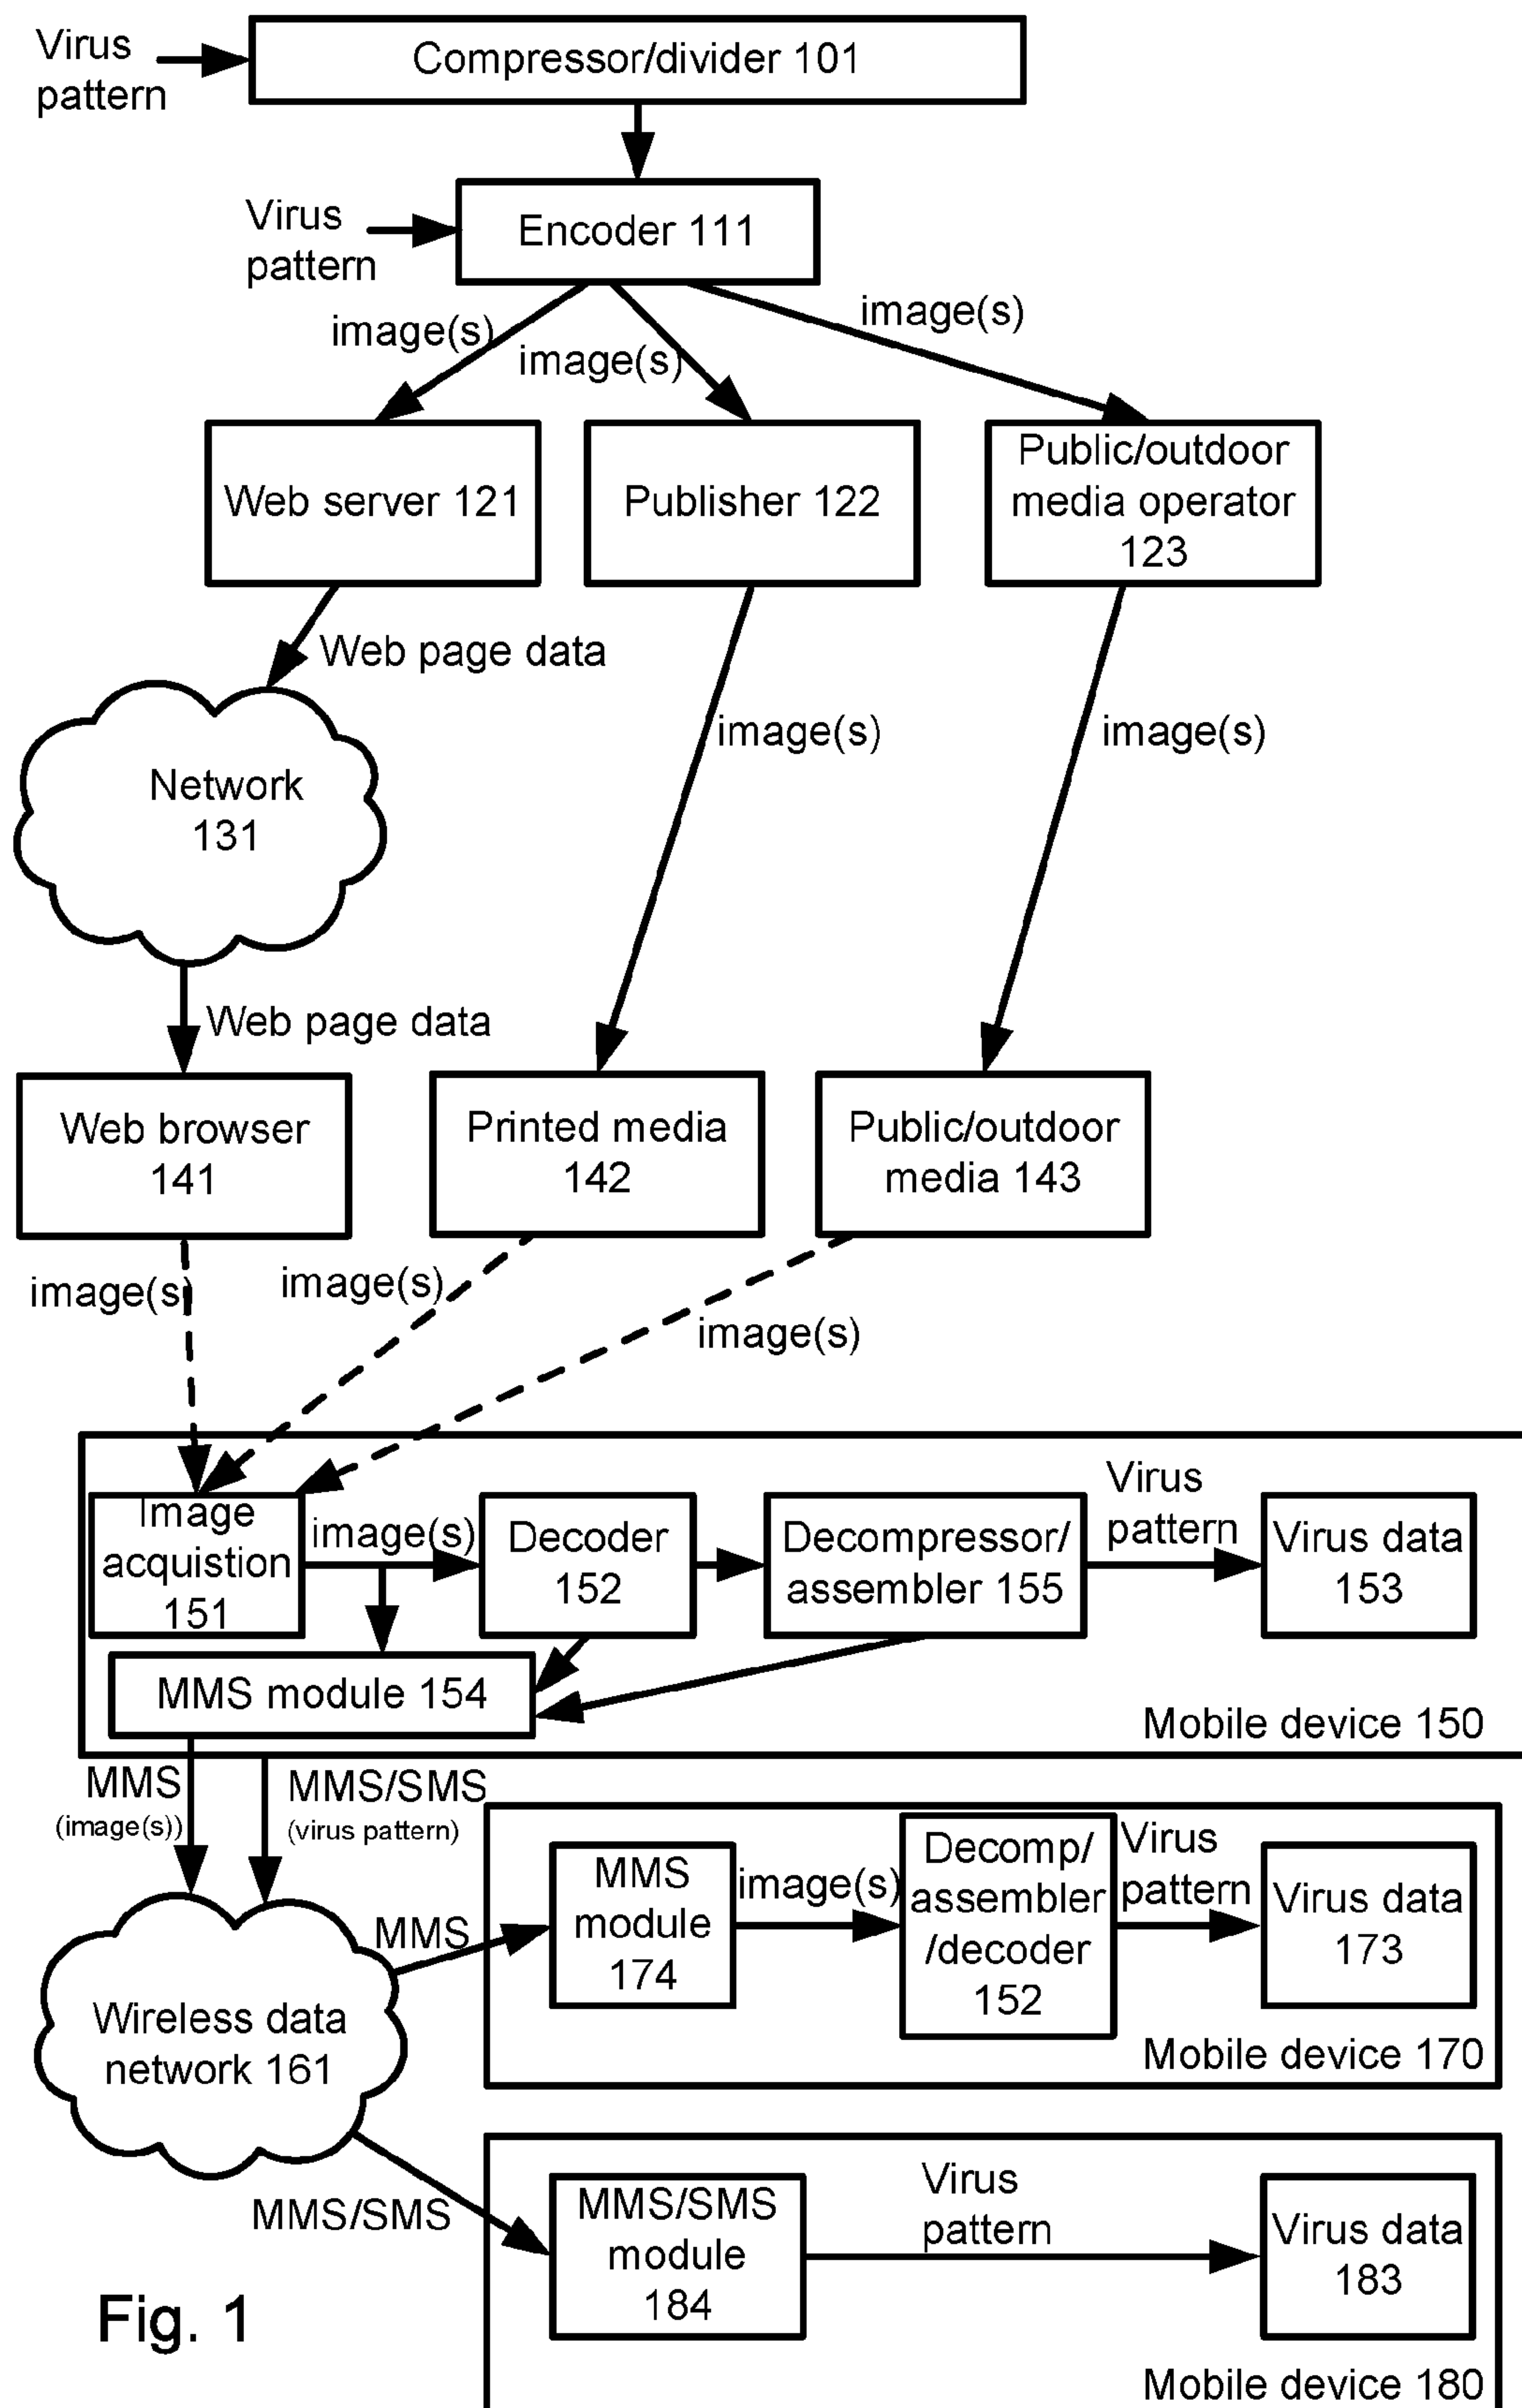 Virus
pattern
Compressor/divider 101
Virus
pattern
Encoder 111
image(s)
image(s)
image(s)
Web server 121
Publisher 122
Public/outdoor
media operator
123
Web page data
image(s)
image(s)
Network
131
Web page data
Web browser
141
Printed media
142
Public/outdoor
media 143
image(s)
image(s)
image(s)
Image
acquistion
151
image(s)
Decoder
152
Decompressor/
assembler 155
Virus
pattern
Virus data
153
MMS module 154
Mobile device 150
MMS
(image(s))
MMS/SMS
(virus pattern)
MMS
MMS
module
174
image(s)
Decomp/
assembler
/decoder
152
Virus
pattern
Virus data
173
Mobile device 170
Wireless data
network 161
MMS/SMS
MMS/SMS
module
184
Virus
pattern
Virus data
183
Mobile device 180
Fig. 1